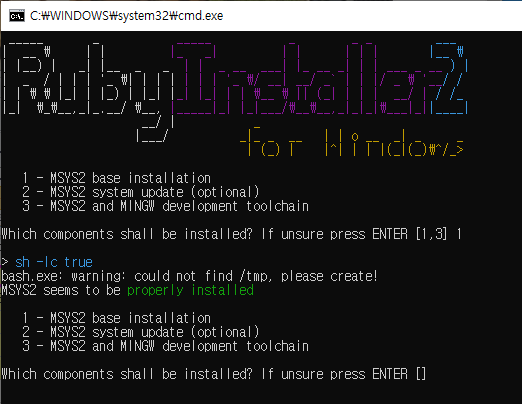 C:₩WINDOWS₩system32₩cmd.exe
RubyInstaller2
for Windows
1 - MSYS2 base installation
2 - MSYS2 system update (optional)
3 - MSYS2 and MINGW development toolchain
Which components shall be installed? If unsure press ENTER [1,3] 1
> sh -lc true
bash.exe: warning: could not find /tmp, please create!
MSYS2 seems to be properly installed
1 - MSYS2 base installation
2 - MSYS2 system update (optional)
3 - MSYS2 and MINGW development toolchain
Which components shall be installed? If unsure press ENTER []